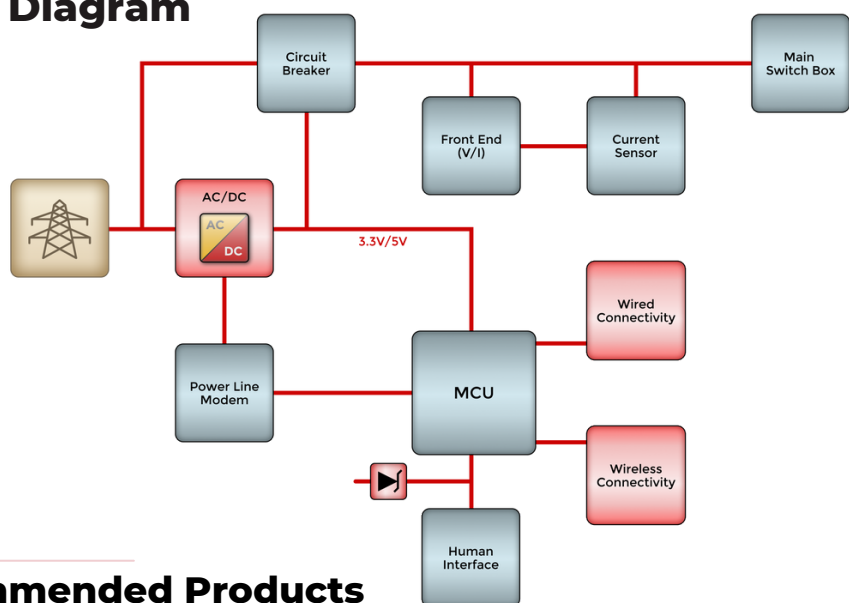 Diagram
Circuit
Breaker
Main
Switch Box
Front End
(V/I)
Current
Sensor
AC/DC
AC
DC
3.3V/5V
Wired
Connectivity
Power Line
Modem
MCU
Wireless
Connectivity
Human
Interface
mmended Products